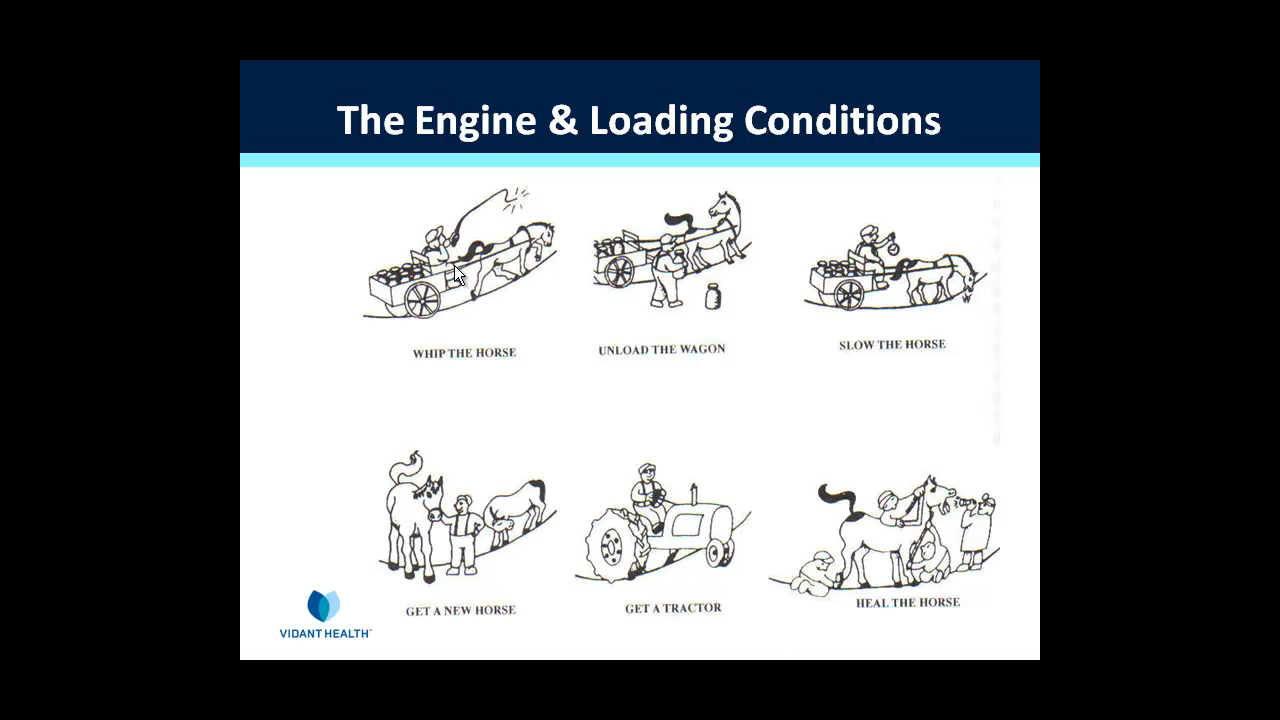 The Engine & Loading Conditions
WHIP THE HORSE
UNLOAD THE WAGON
SLOW THE HORSE
GET A NEW HORSE
GET A TRACTOR
HEAL THE HORSE
VIDANT HEALTH™